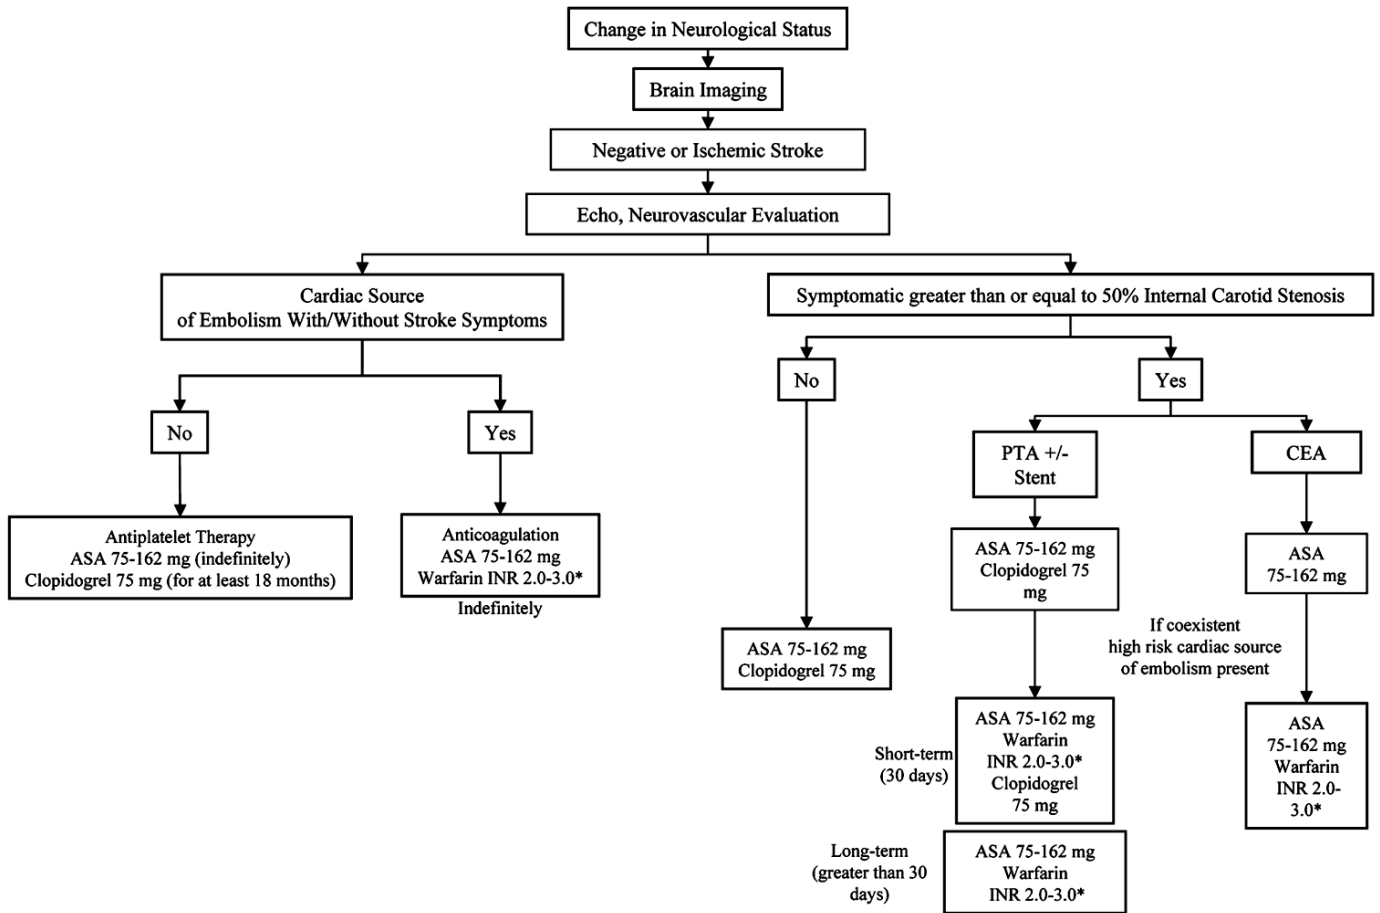 Change in Neurological Status
Brain Imaging
Negative or Ischemic Stroke
Echo, Neurovascular Evaluation
Cardiac Source
of Embolism With/Without Stroke Symptoms
No
Yes
Antiplatelet Therapy
ASA 75-162 mg (indefinitely)
Clopidogrel 75 mg (for at least 18 months)
Anticoagulation
ASA 75-162 mg
Warfarin INR 2.0-3.0*
Indefinitely
Symptomatic greater than or equal to 50% Internal Carotid Stenosis
No
Yes
ASA 75-162 mg
Clopidogrel 75 mg
PTA +/-
Stent
CEA
ASA 75-162 mg
Clopidogrel 75
mg
ASA
75-162 mg
If coexistent
high risk cardiac source
of embolism present
Short-term
(30 days)
ASA 75-162 mg
Warfarin
INR 2.0-3.0*
Clopidogrel
75 mg
ASA
75-162 mg
Warfarin
INR 2.0-
3.0*
Long-term
(greater than 30
days)
ASA 75-162 mg
Warfarin
INR 2.0-3.0*